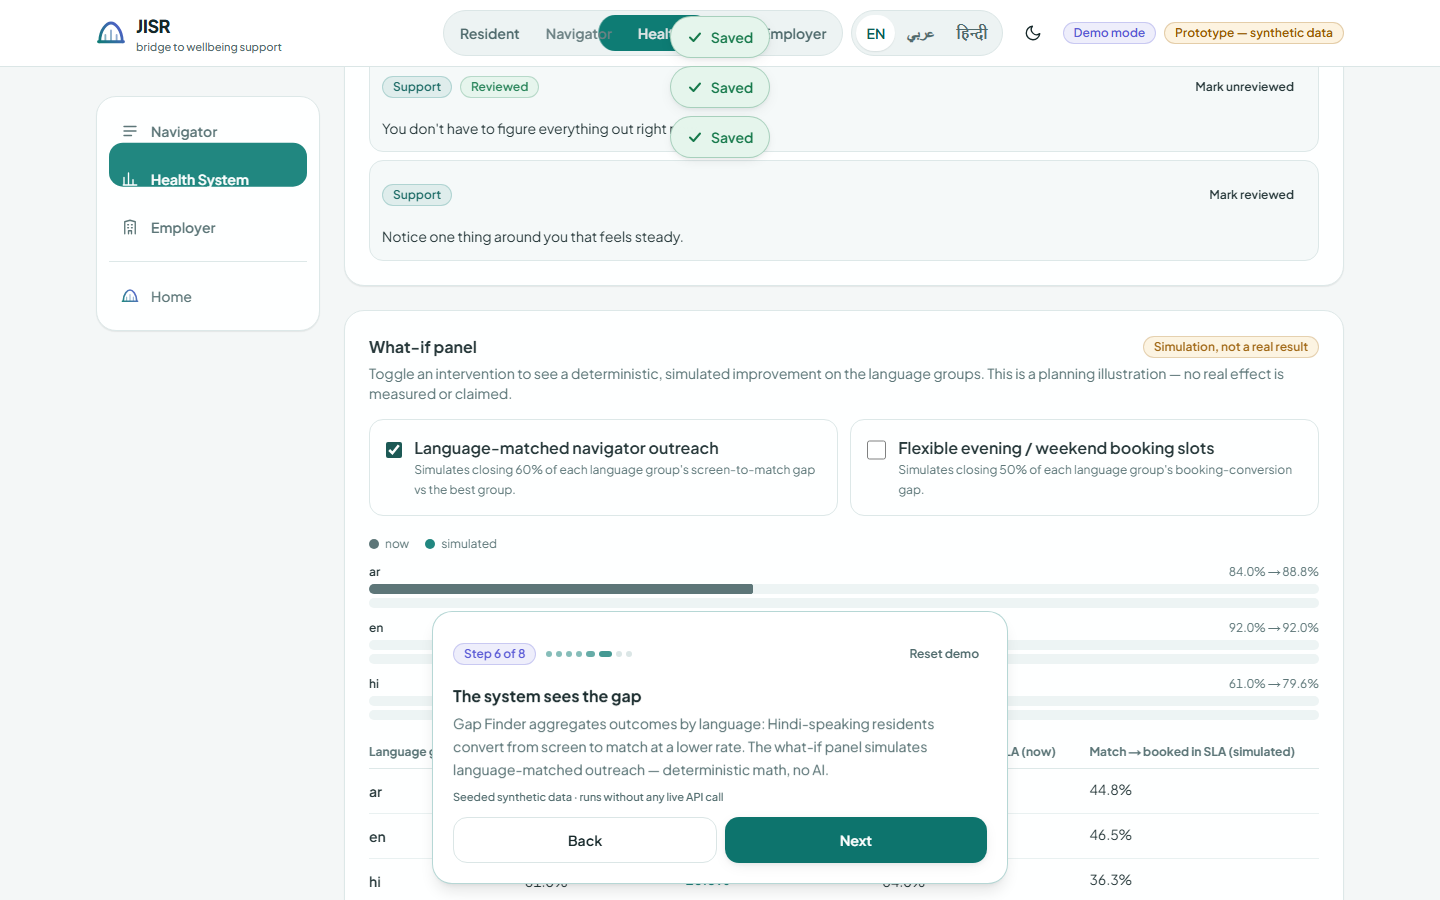 JISR
bridge to wellbeing support
Resident
Navigator
Employer
EN
عربي
हिन्दी
Demo mode
Prototype — synthetic data
Saved
Saved
Saved
Navigator
Health System
Employer
Home
Support
Reviewed
Mark unreviewed
You don't have to figure everything out right
Support
Mark reviewed
Notice one thing around you that feels steady.
What-if panel
Simulation, not a real result
Toggle an intervention to see a deterministic, simulated improvement on the language groups. This is a planning illustration — no real effect is
measured or claimed.
Language-matched navigator outreach
Simulates closing 60% of each language group's screen-to-match gap
vs the best group.
Flexible evening / weekend booking slots
Simulates closing 50% of each language group's booking-conversion
gap.
now
simulated
ar
84.0% → 88.8%
en
92.0% → 92.0%
hi
61.0% → 79.6%
Step 6 of 8
Reset demo
The system sees the gap
Gap Finder aggregates outcomes by language: Hindi-speaking residents
convert from screen to match at a lower rate. The what-if panel simulates
language-matched outreach — deterministic math, no AI.
Seeded synthetic data · runs without any live API call
Back
Next
Language
(now)
Match → booked in SLA (simulated)
ar
44.8%
en
46.5%
hi
36.3%